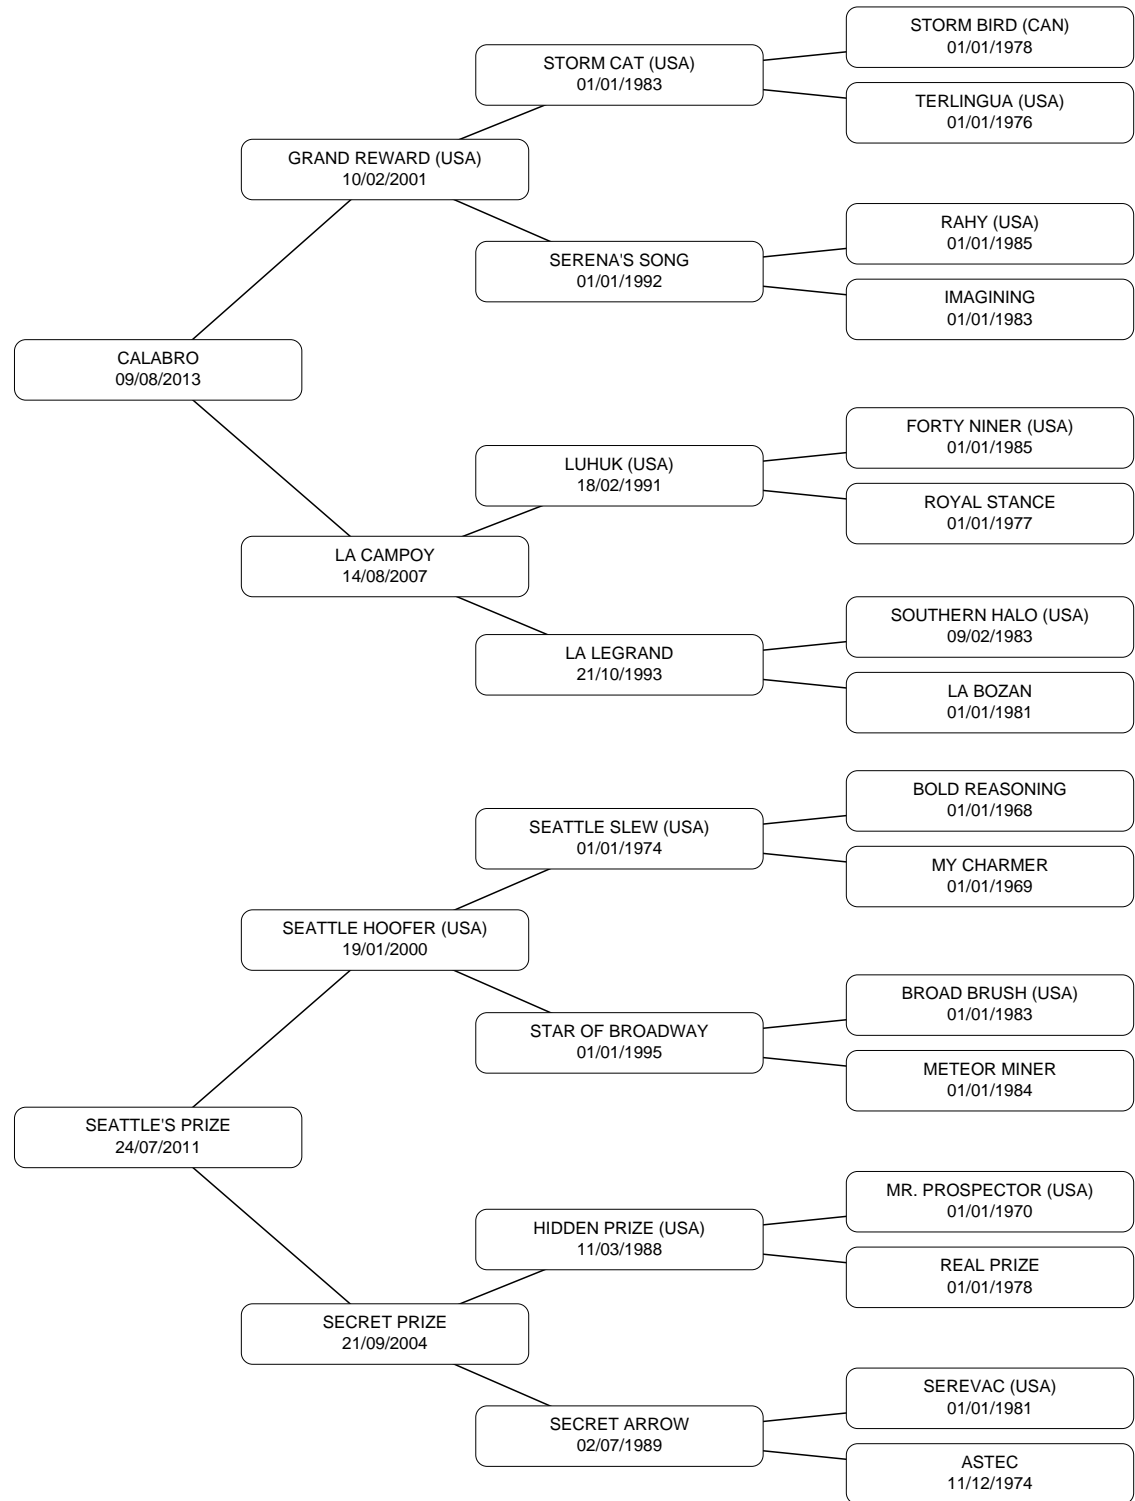 STORM BIRD (CAN)
01/01/1978
STORM CAT (USA)
01/01/1983
TERLINGUA (USA)
01/01/1976
GRAND REWARD (USA)
10/02/2001
RAHY (USA)
01/01/1985
SERENA'S SONG
01/01/1992
IMAGINING
01/01/1983
CALABRO
09/08/2013
FORTY NINER (USA)
01/01/1985
LUHUK (USA)
18/02/1991
ROYAL STANCE
01/01/1977
LA CAMPOY
14/08/2007
SOUTHERN HALO (USA)
09/02/1983
LA LEGRAND
21/10/1993
LA BOZAN
01/01/1981
BOLD REASONING
01/01/1968
SEATTLE SLEW (USA)
01/01/1974
MY CHARMER
01/01/1969
SEATTLE HOOFER (USA)
19/01/2000
BROAD BRUSH (USA)
01/01/1983
STAR OF BROADWAY
01/01/1995
METEOR MINER
01/01/1984
SEATTLE'S PRIZE
24/07/2011
MR. PROSPECTOR (USA)
01/01/1970
HIDDEN PRIZE (USA)
11/03/1988
REAL PRIZE
01/01/1978
SECRET PRIZE
21/09/2004
SEREVAC (USA)
01/01/1981
SECRET ARROW
02/07/1989
ASTEC
11/12/1974